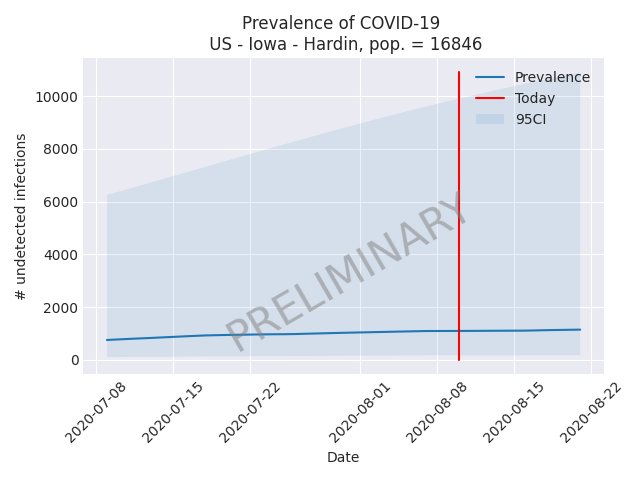 Prevalence of COVID-19
US - Iowa - Hardin, pop. = 16846
Prevalence
Today
95CI
PRELIMINARY
# undetected infections
10000
8000
6000
4000
2000
0
2020-07-08
2020-07-15
2020-07-22
2020-08-01
2020-08-08
2020-08-15
2020-08-22
Date